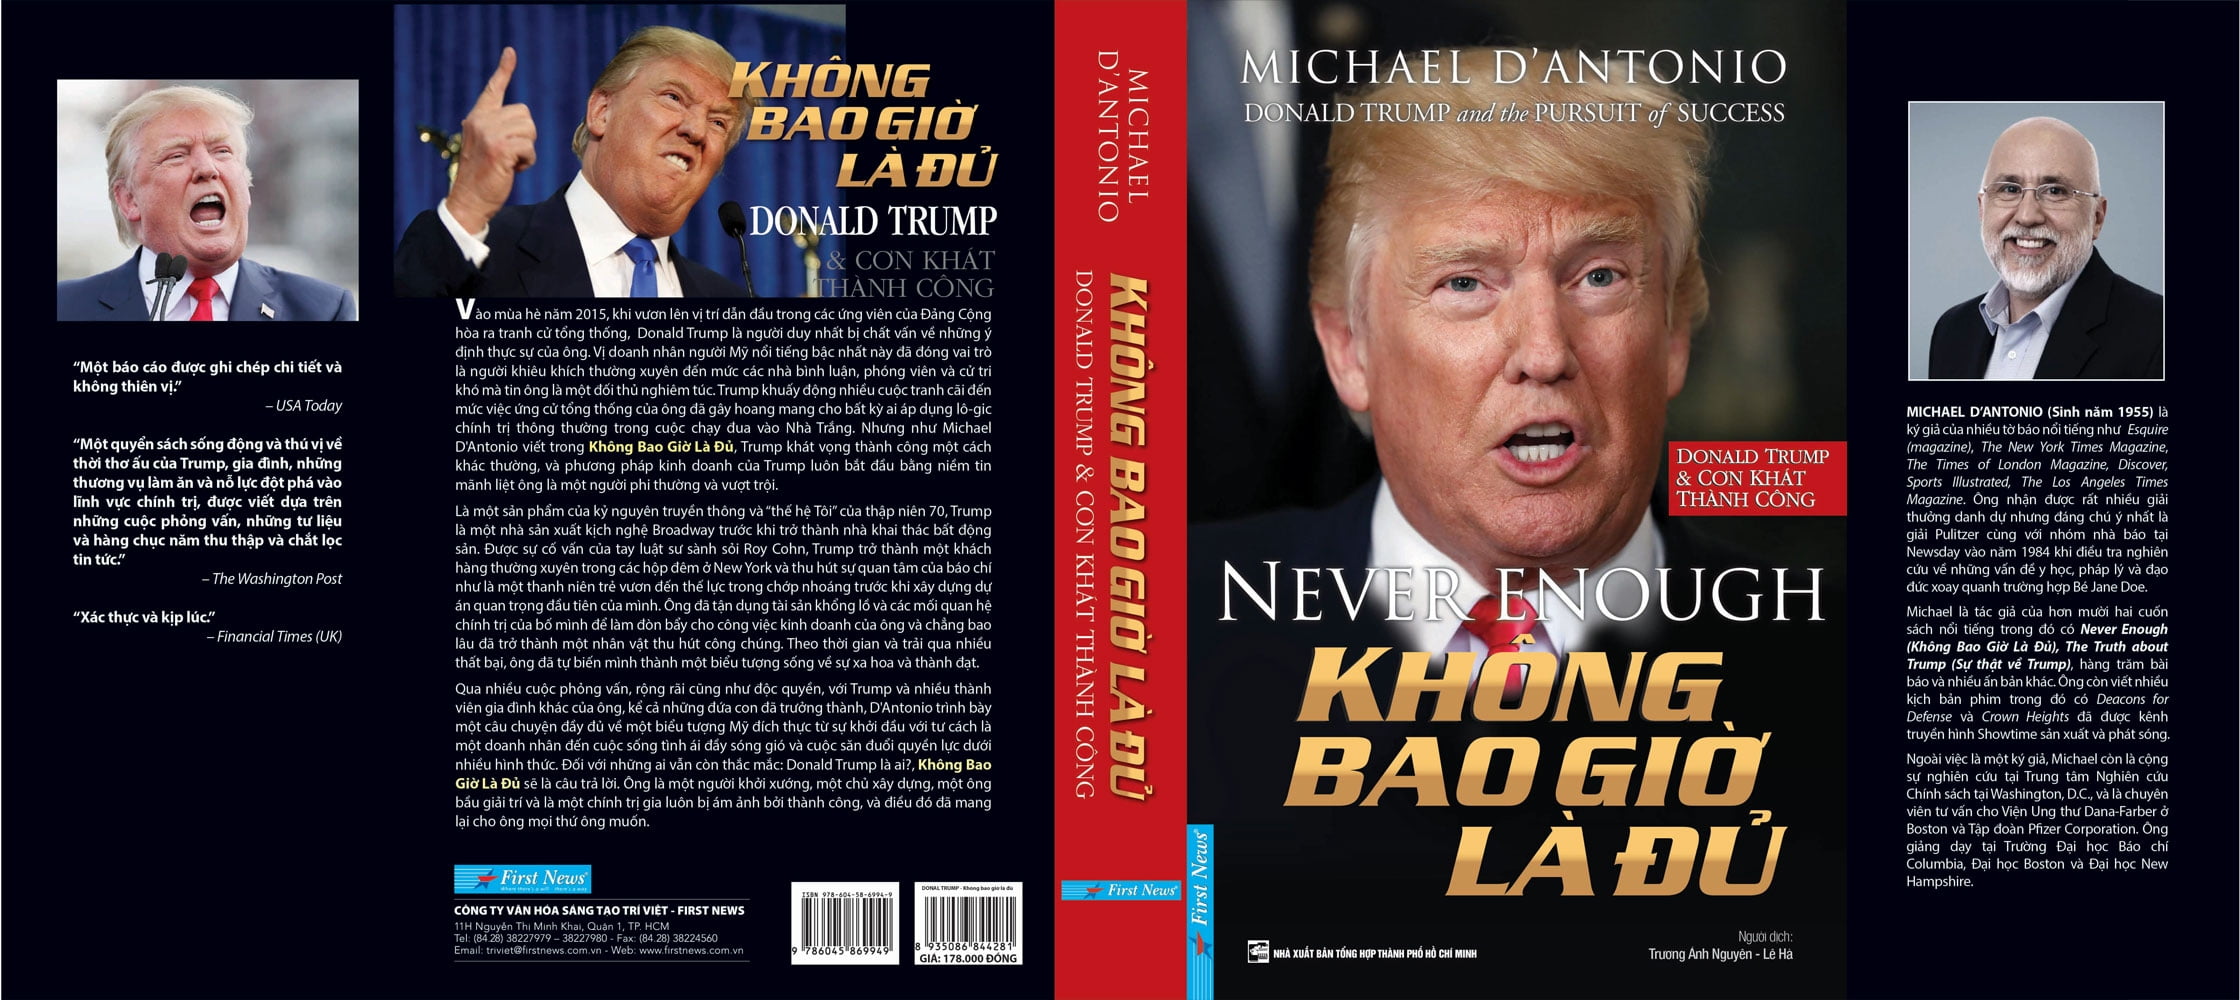 "Một báo cáo được ghi chép chi tiết và
không thiên vị."
– USA Today
"Một quyển sách sống động và thú vị về
thời thơ ấu của Trump, gia đình, những
thương vụ làm ăn và nỗ lực đột phá vào
lĩnh vực chính trị, được viết dựa trên
những cuộc phỏng vấn, những tư liệu
và hàng chục năm thu thập và chắt lọc
tin tức."
– The Washington Post
"Xác thực và kịp lúc."
– Financial Times (UK)
KHÔNG
BAO GIỜ
LÀ ĐỦ
DONALD TRUMP
& CƠN KHÁT
THÀNH CÔNG
Vào mùa hè năm 2015, khi vươn lên vị trí dẫn đầu trong các ứng viên của Đảng Cộng
hòa ra tranh cử tổng thống, Donald Trump là người duy nhất bị chất vấn về những ý
định thực sự của ông. Vị doanh nhân người Mỹ nổi tiếng bậc nhất này đã đóng vai trò
là người khiêu khích thường xuyên đến mức các nhà bình luận, phóng viên và cử tri
khó mà tin ông là một đối thủ nghiêm túc. Trump khuấy động nhiều cuộc tranh cãi đến
mức việc ứng cử tổng thống của ông đã gây hoang mang cho bất kỳ ai áp dụng lô-gic
chính trị thông thường trong cuộc chạy đua vào Nhà Trắng. Nhưng như Michael
D'Antonio viết trong Không Bao Giờ Là Đủ, Trump khát vọng thành công một cách
khác thường, và phương pháp kinh doanh của Trump luôn bắt đầu bằng niềm tin
mãnh liệt ông là một người phi thường và vượt trội.
Là một sản phẩm của kỷ nguyên truyền thông và "thế hệ Tôi" của thập niên 70, Trump
là một nhà sản xuất kịch nghệ Broadway trước khi trở thành nhà khai thác bất động
sản. Được sự cố vấn của tay luật sư sành sỏi Roy Cohn, Trump trở thành một khách
hàng thường xuyên trong các hộp đêm ở New York và thu hút sự quan tâm của báo chí
như là một thanh niên trẻ vươn đến thế lực trong chớp nhoáng trước khi xây dựng dự
án quan trọng đầu tiên của mình. Ông đã tận dụng tài sản khổng lồ và các mối quan hệ
chính trị của bố mình để làm đòn bẩy cho công việc kinh doanh của ông và chẳng bao
lâu đã trở thành một nhân vật thu hút công chúng. Theo thời gian và trải qua nhiều
thất bại, ông đã tự biến mình thành một biểu tượng sống về sự xa hoa và thành đạt.
Qua nhiều cuộc phỏng vấn, rộng rãi cũng như độc quyền, với Trump và nhiều thành
viên gia đình khác của ông, kể cả những đứa con đã trưởng thành, D'Antonio trình bày
một câu chuyện đầy đủ về một biểu tượng Mỹ đích thực từ sự khởi đầu với tư cách là
một doanh nhân đến cuộc sống tình ái đầy sóng gió và cuộc săn đuổi quyền lực dưới
nhiều hình thức. Đối với những ai vẫn còn thắc mắc: Donald Trump là ai?, Không Bao
Giờ Là Đủ sẽ là câu trả lời. Ông là một người khởi xướng, một chủ xây dựng, một ông
bầu giải trí và là một chính trị gia luôn bị ám ảnh bởi thành công, và điều đó đã mang
lại cho ông mọi thứ ông muốn.
First News®
Where there's a will - there's a way
CÔNG TY VĂN HÓA SÁNG TẠO TRÍ VIỆT - FIRST NEWS
11H Nguyễn Thị Minh Khai, Quận 1, TP. HCM
Tel: (84.28) 38227979 – 38227980 - Fax: (84.28) 38224560
Email: triviet@firstnews.com.vn - Web: www.firstnews.com.vn
ISBN 978-604-58-6994-9
9 786045 869949
DONAL TRUMP - Không bao giờ là đủ
8 935086 844281
GIÁ: 178.000 ĐỒNG
MICHAEL
D'ANTONIO
KHÔNG BAO GIỜ LÀ ĐỦ
DONALD TRUMP & CƠN KHÁT THÀNH CÔNG
First News®
MICHAEL D'ANTONIO
DONALD TRUMP and the PURSUIT of SUCCESS
DONALD TRUMP
& CƠN KHÁT
THÀNH CÔNG
NEVER ENOUGH
KHÔNG
BAO GIỜ
LÀ ĐỦ
First News®
NHÀ XUẤT BẢN TỔNG HỢP THÀNH PHỐ HỒ CHÍ MINH
Người dịch:
Trương Ánh Nguyên - Lê Hà
MICHAEL D'ANTONIO (Sinh năm 1955) là
ký giả của nhiều tờ báo nổi tiếng như Esquire
(magazine), The New York Times Magazine,
The Times of London Magazine, Discover,
Sports Illustrated, The Los Angeles Times
Magazine. Ông nhận được rất nhiều giải
thưởng danh dự nhưng đáng chú ý nhất là
giải Pulitzer cùng với nhóm nhà báo tại
Newsday vào năm 1984 khi điều tra nghiên
cứu về những vấn đề y học, pháp lý và đạo
đức xoay quanh trường hợp Bé Jane Doe.
Michael là tác giả của hơn mười hai cuốn
sách nổi tiếng trong đó có Never Enough
(Không Bao Giờ Là Đủ), The Truth about
Trump (Sự thật về Trump), hàng trăm bài
báo và nhiều ấn bản khác. Ông còn viết nhiều
kịch bản phim trong đó có Deacons for
Defense và Crown Heights đã được kênh
truyền hình Showtime sản xuất và phát sóng.
Ngoài việc là một ký giả, Michael còn là cộng
sự nghiên cứu tại Trung tâm Nghiên cứu
Chính sách tại Washington, D.C., và là chuyên
viên tư vấn cho Viện Ung thư Dana-Farber ở
Boston và Tập đoàn Pfizer Corporation. Ông
giảng dạy tại Trường Đại học Báo chí
Columbia, Đại học Boston và Đại học New
Hampshire.